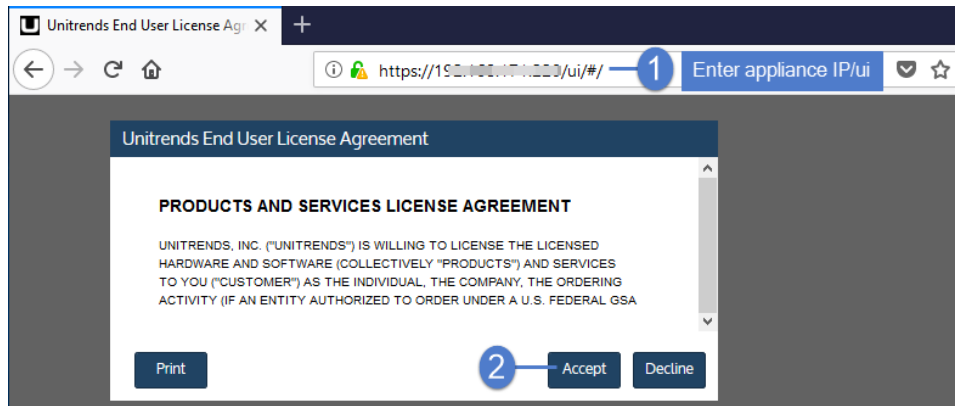 Unitrends End User License Agr
https://19 /ui/#/
1
Enter appliance IP/ui
Unitrends End User License Agreement
PRODUCTS AND SERVICES LICENSE AGREEMENT
UNITRENDS, INC. ("UNITRENDS") IS WILLING TO LICENSE THE LICENSED
HARDWARE AND SOFTWARE (COLLECTIVELY "PRODUCTS") AND SERVICES
TO YOU ("CUSTOMER") AS THE INDIVIDUAL, THE COMPANY, THE ORDERING
ACTIVITY (IF AN ENTITY AUTHORIZED TO ORDER UNDER A U.S. FEDERAL GSA
Print
2
Accept
Decline